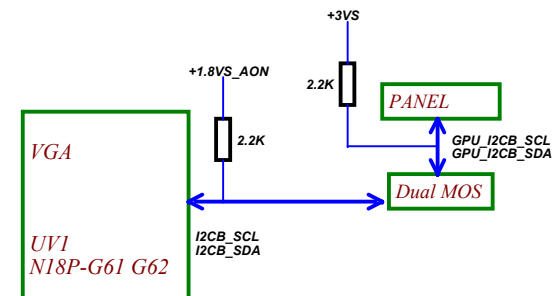 +3VS
+1.8VS_AON
2.2K
PANEL
2.2K
VGA
GPU_I2CB_SCL
GPU_I2CB_SDA
Dual MOS
I2CB_SCL
I2CB_SDA
UV1
N18P-G61 G62